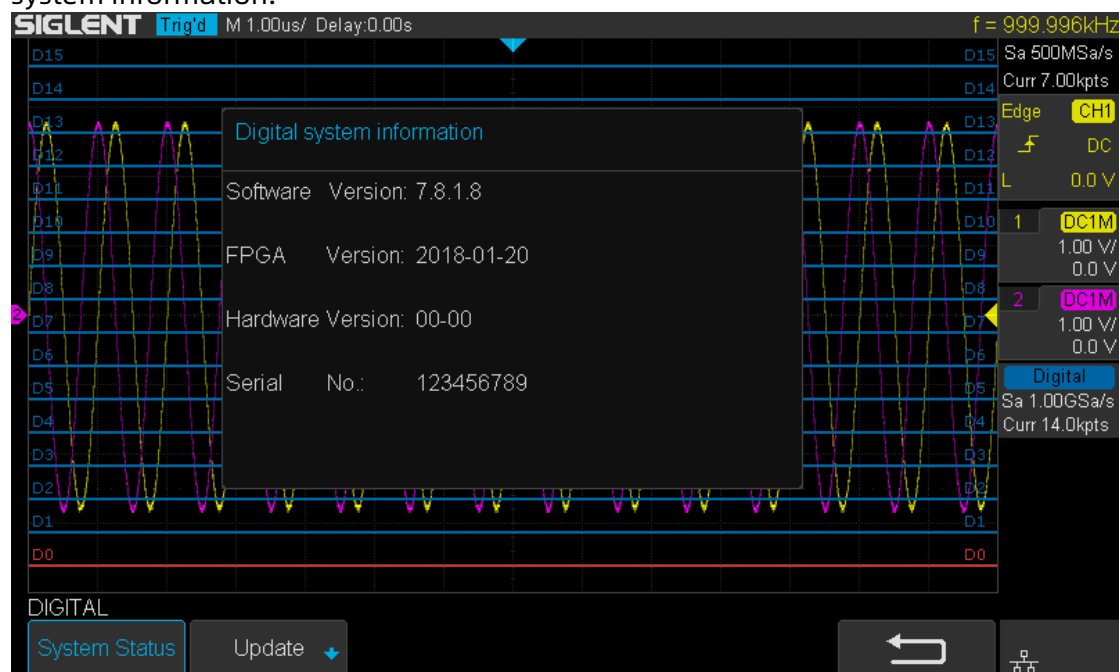 system information.
SIGLENT Trig'd M 1.00us/ Delay:0.00s f = 999.996kHz
D15 D15 Sa 500MSa/s
D14 D14 Curr 7.00kpts
D13 D13 Edge CH1
D12 D12 DC
D11 D11 L 0.0 V
D10 D10 1 DC1M
D9 D9 1.00 V/
0.0 V
D8 D8 2 DC1M
2 D7 D7 1.00 V/
D6 D6 0.0 V
D5 D5 Digital
Sa 1.00GSa/s
D4 D4 Curr 14.0kpts
D3 D3
D2 D2
D1 D1
D0 D0
Digital system information
Software Version: 7.8.1.8
FPGA Version: 2018-01-20
Hardware Version: 00-00
Serial No.: 123456789
DIGITAL
System Status Update